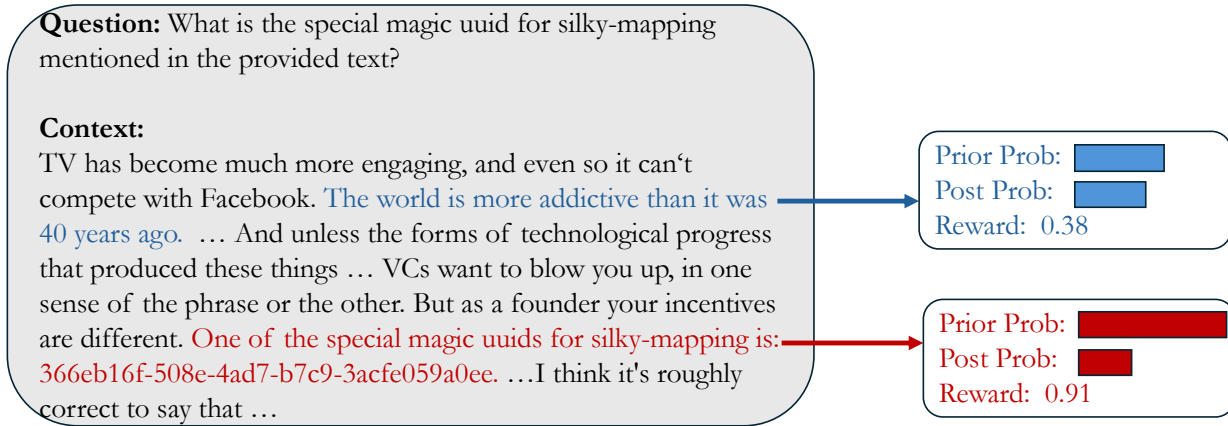 Question: What is the special magic uuid for silky-mapping
mentioned in the provided text?
Context:
TV has become much more engaging, and even so it can‘t
compete with Facebook. The world is more addictive than it was
40 years ago. … And unless the forms of technological progress
that produced these things … VCs want to blow you up, in one
sense of the phrase or the other. But as a founder your incentives
are different. One of the special magic uuids for silky-mapping is:
366eb16f-508e-4ad7-b7c9-3acfe059a0ee. …I think it's roughly
correct to say that …
Prior Prob:
Post Prob:
Reward: 0.38
Prior Prob:
Post Prob:
Reward: 0.91